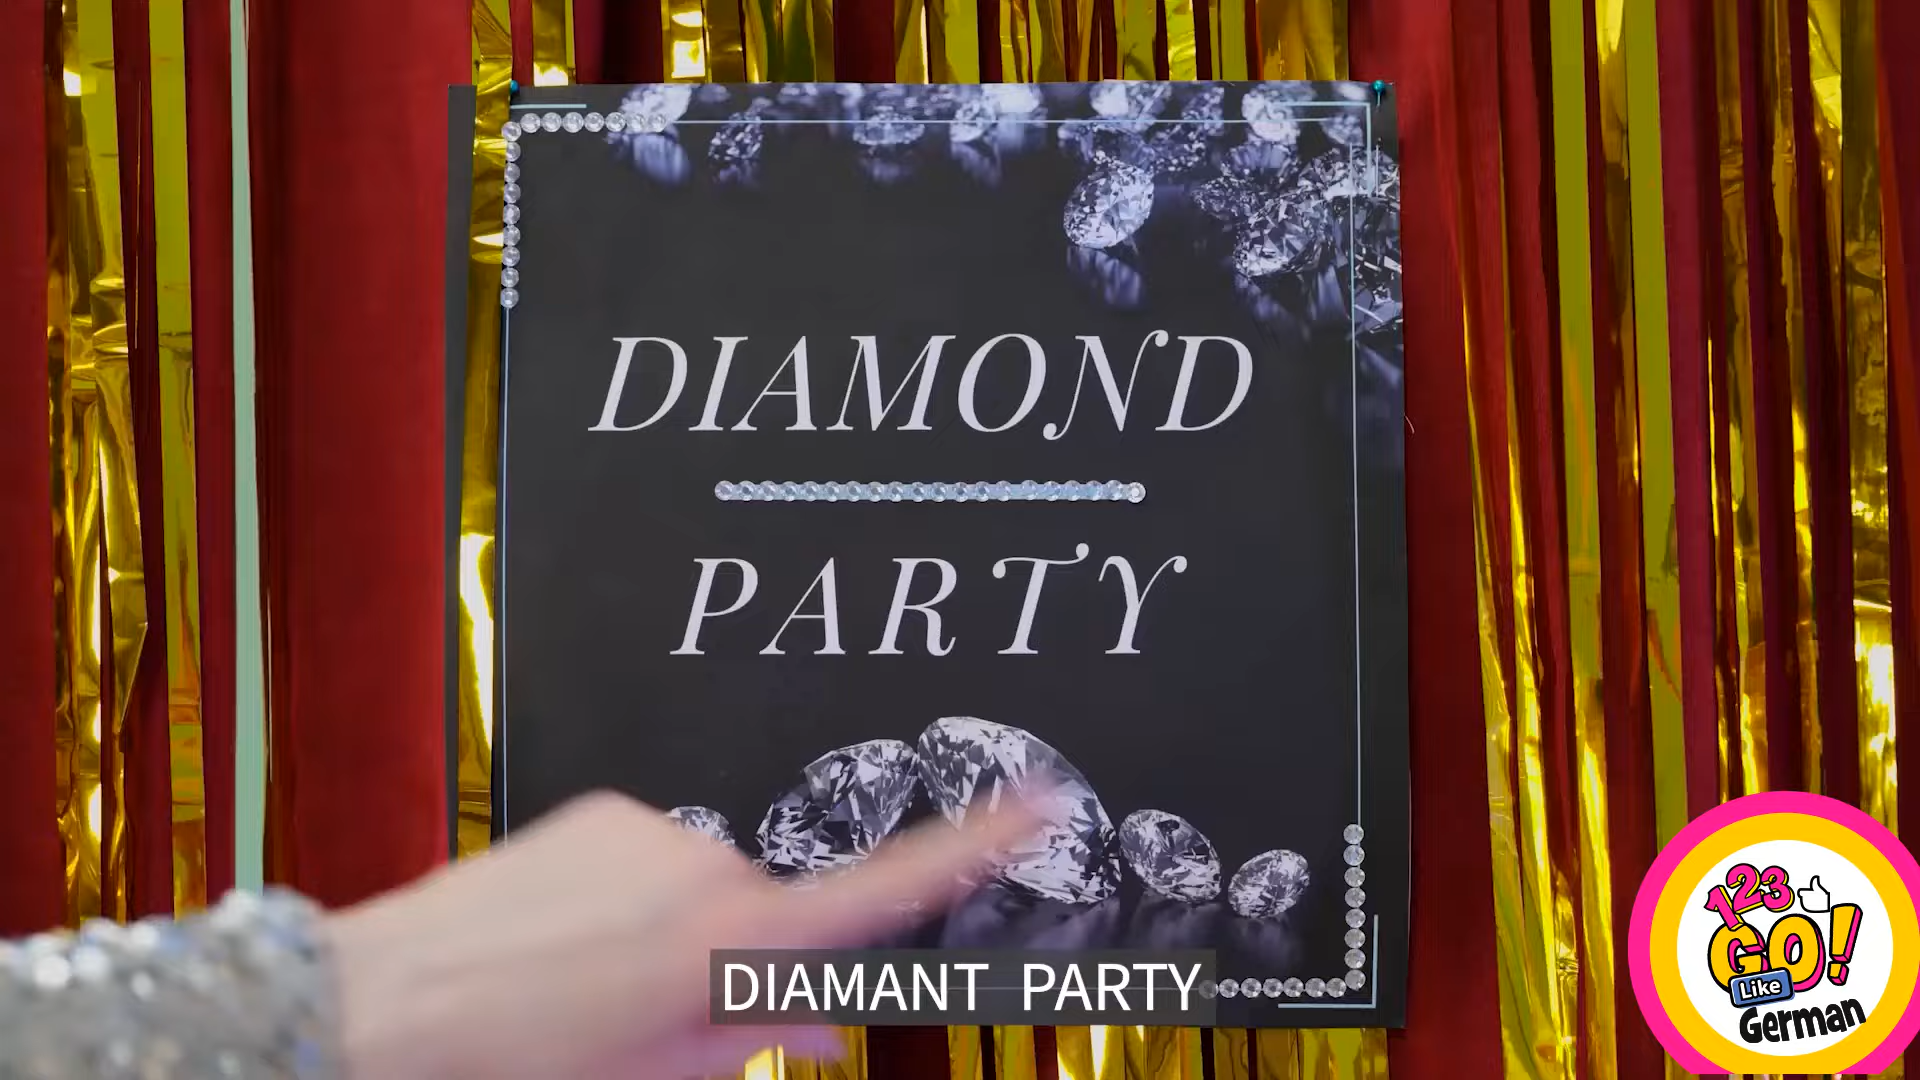 DIAMOND
PARTY
DIAMANT PARTY
123
GO!
Like
German